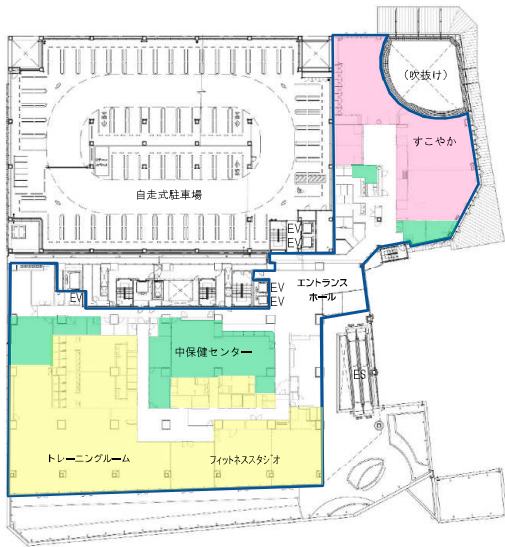 (吹抜け)
すこやか
自走式駐車場
EV
EV
エントランス
ホール
EV
EV
EV
中保健センター
ES
トレーニングルーム
フィットネススタジオ